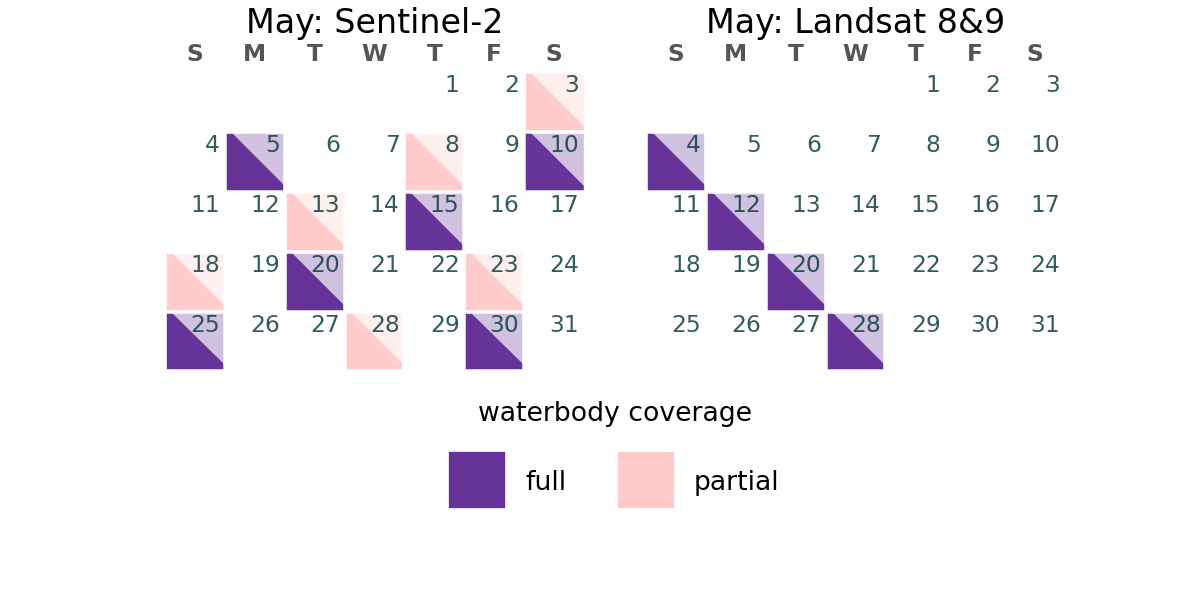 May: Sentinel-2
S M T W T F S
1 2 3
4 5 6 7 8 9 10
11 12 13 14 15 16 17
18 19 20 21 22 23 24
25 26 27 28 29 30 31
May: Landsat 8&9
S M T W T F S
1 2 3
4 5 6 7 8 9 10
11 12 13 14 15 16 17
18 19 20 21 22 23 24
25 26 27 28 29 30 31
waterbody coverage
full
partial